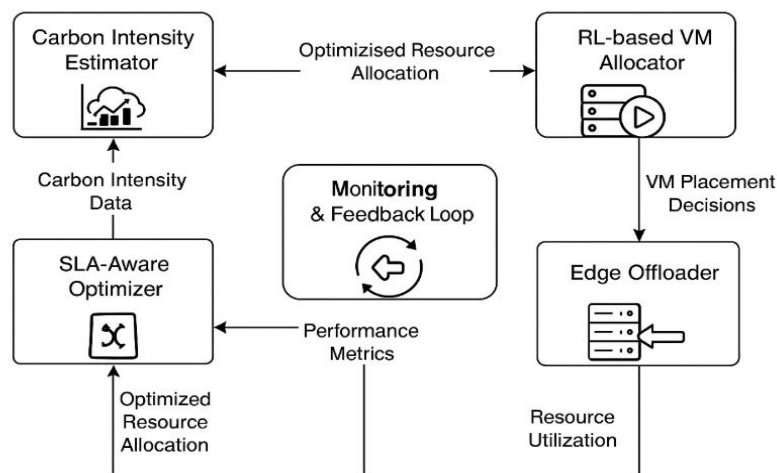 Carbon Intensity
Estimator
Optimizised Resource
Allocation
RL-based VM
Allocator
Carbon Intensity
Data
Monitoring
& Feedback Loop
VM Placement
Decisions
SLA-Aware
Optimizer
Performance
Metrics
Edge Offloader
Optimized
Resource
Allocation
Resource
Utilization